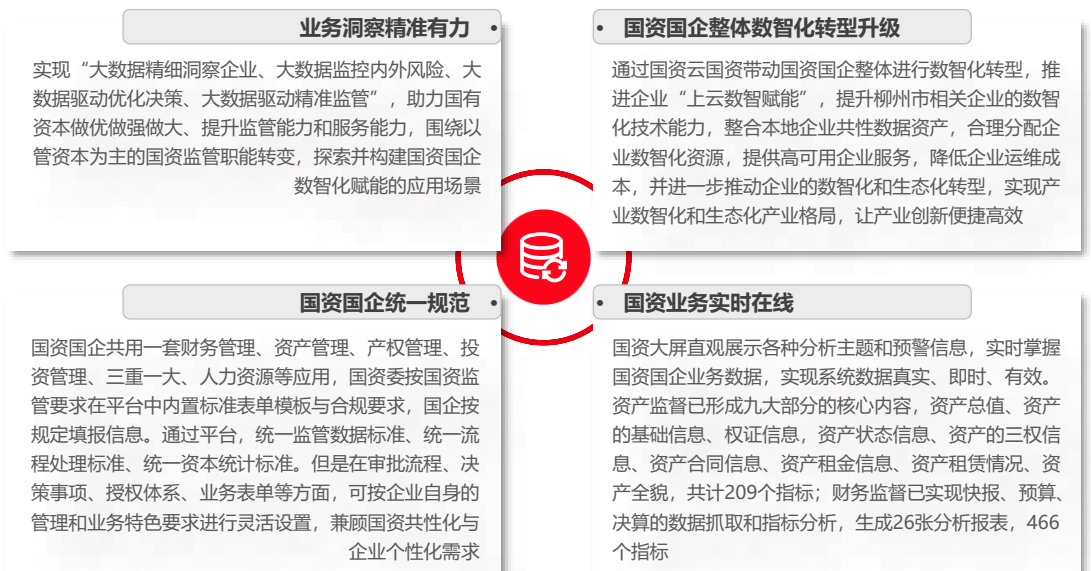 业务洞察精准有力 •
实现“大数据精细洞察企业、大数据监控内外风险、大
数据驱动优化决策、大数据驱动精准监管”，助力国有
资本做优做强做大、提升监管能力和服务能力，围绕以
管资本为主的国资监管职能转变，探索并构建国资国企
数智化赋能的应用场景
• 国资国企整体数智化转型升级
通过国资云国资带动国资国企整体进行数智化转型，推
进企业“上云数智赋能”，提升柳州市相关企业的数智
化技术能力，整合本地企业共性数据资产，合理分配企
业数智化资源，提供高可用企业服务，降低企业运维成
本，并进一步推动企业的数智化和生态化转型，实现产
业数智化和生态化产业格局，让产业创新便捷高效
国资国企统一规范 •
国资国企共用一套财务管理、资产管理、产权管理、投
资管理、三重一大、人力资源等应用，国资委按国资监
管要求在平台中内置标准表单模板与合规要求，国企按
规定填报信息。通过平台，统一监管数据标准、统一流
程处理标准、统一资本统计标准。但是在审批流程、决
策事项、授权体系、业务表单等方面，可按企业自身的
管理和业务特色要求进行灵活设置，兼顾国资共性化与
企业个性化需求
• 国资业务实时在线
国资大屏直观展示各种分析主题和预警信息，实时掌握
国资国企业务数据，实现系统数据真实、即时、有效。
资产监督已形成九大部分的核心内容，资产总值、资产
的基础信息、权证信息，资产状态信息、资产的三权信
息、资产合同信息、资产租金信息、资产租赁情况、资
产全貌，共计209个指标；财务监督已实现快报、预算、
决算的数据抓取和指标分析，生成26张分析报表，466
个指标